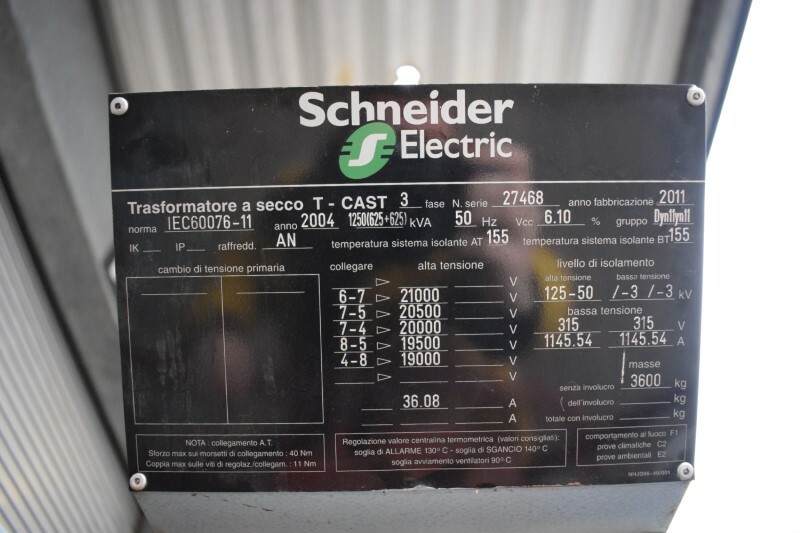 Schneider
Electric
Trasformatore a secco T - CAST 3 fase N. serie 27468 anno fabbricazione 2011
norma IEC60076-11 anno 2004 1250(625+625) kVA 50 Hz Vcc 6.10 % gruppo Dyn11yn11
IK IP raffredd. AN temperatura sistema isolante AT 155 temperatura sistema isolante BT 155
cambio di tensione primaria collegare alta tensione livello di isolamento
alta tensione bassa tensione
V
6-7 ▷ 21000 V 125-50 /-3 /-3 kV
7-5 ▷ 20500 V bassa tensione
7-4 ▷ 20000 V 315 315 V
8-5 ▷ 19500 V 1145.54 1145.54 A
4-8 ▷ 19000 V masse
V
senza involucro 3600 kg
36.08 A dell'involucro kg
A totale con involucro kg
NOTA : collegamento A.T.
Sforzo max sui morsetti di collegamento : 40 Nm
Coppia max sulle viti di regolaz./collegam. : 11 Nm
Regolazione valore centralina termometrica (valori consigliati):
soglia di ALLARME 130° C - soglia di SGANCIO 140° C
soglia avviamento ventilatori 90° C
comportamento al fuoco F1
prove climatiche C2
prove ambientali E2